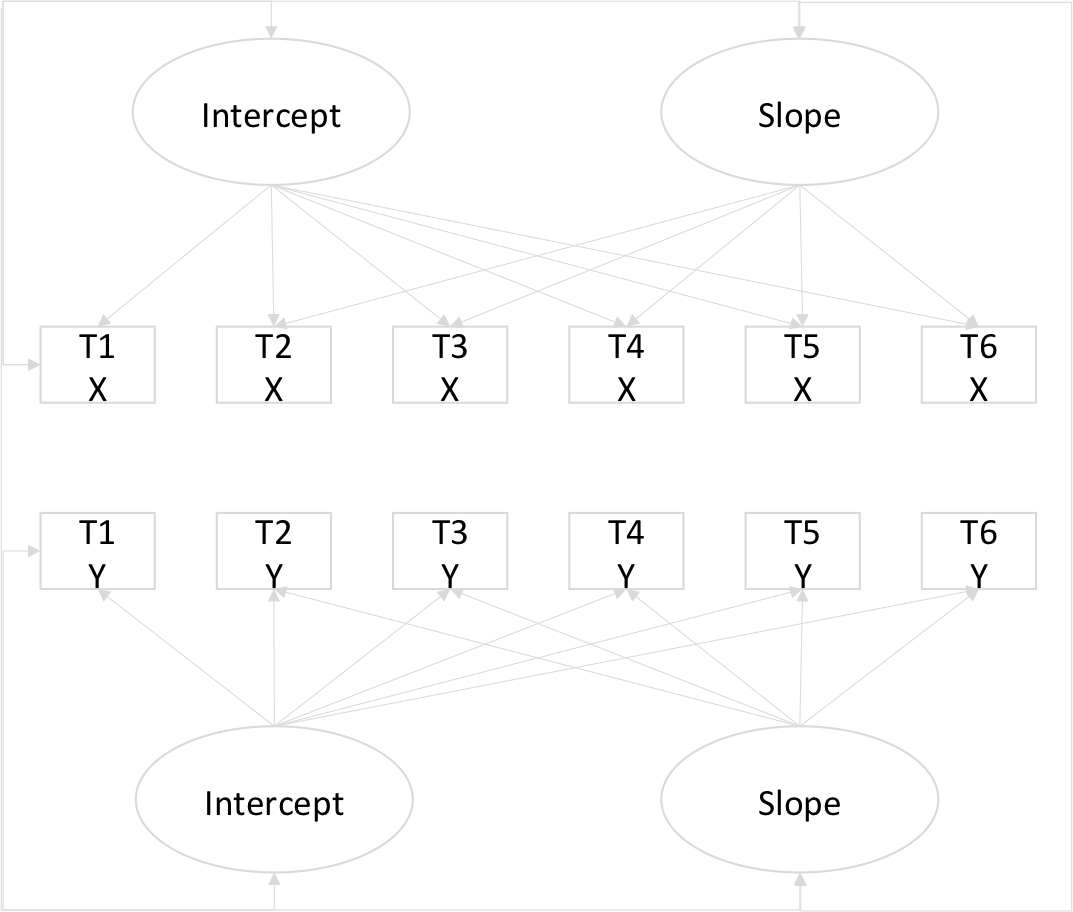 Intercept Slope
T1 T2 T3 T4 T5 T6
X X X X X X
T1 T2 T3 T4 T5 T6
Y Y Y Y Y Y
Intercept Slope